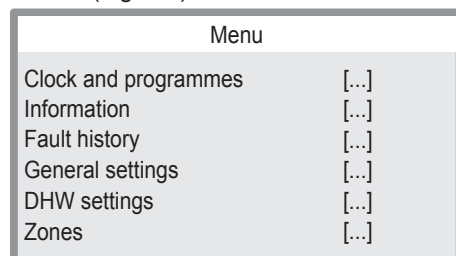 Menu
Clock and programmes [...]
Information [...]
Fault history [...]
General settings [...]
DHW settings [...]
Zones [...]